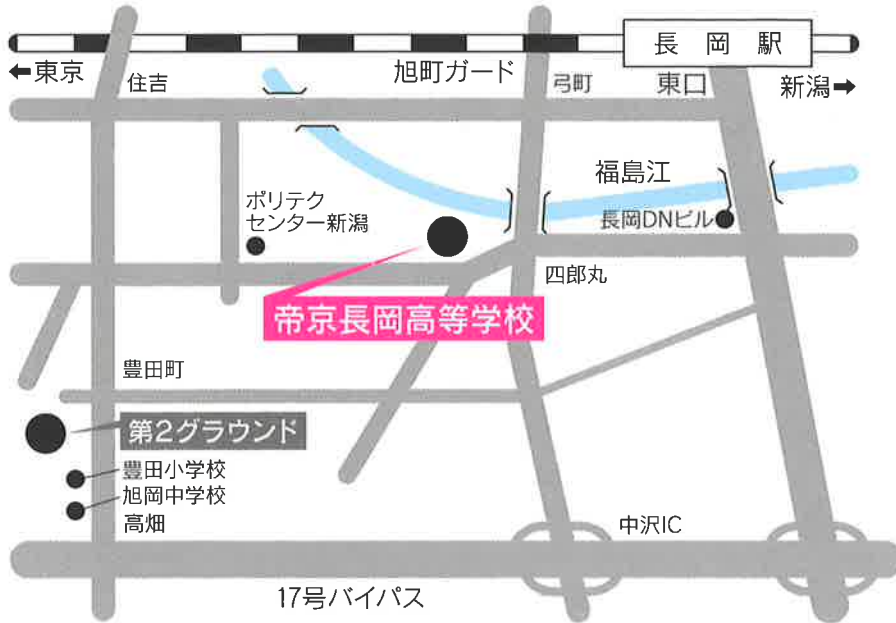 長岡駅
←東京
住吉
旭町ガード
弓町
東口
新潟→
福島江
ポリテク
センター新潟
長岡DNビル
四郎丸
帝京長岡高等学校
豊田町
第2グラウンド
豊田小学校
旭岡中学校
高畑
中沢IC
17号バイパス